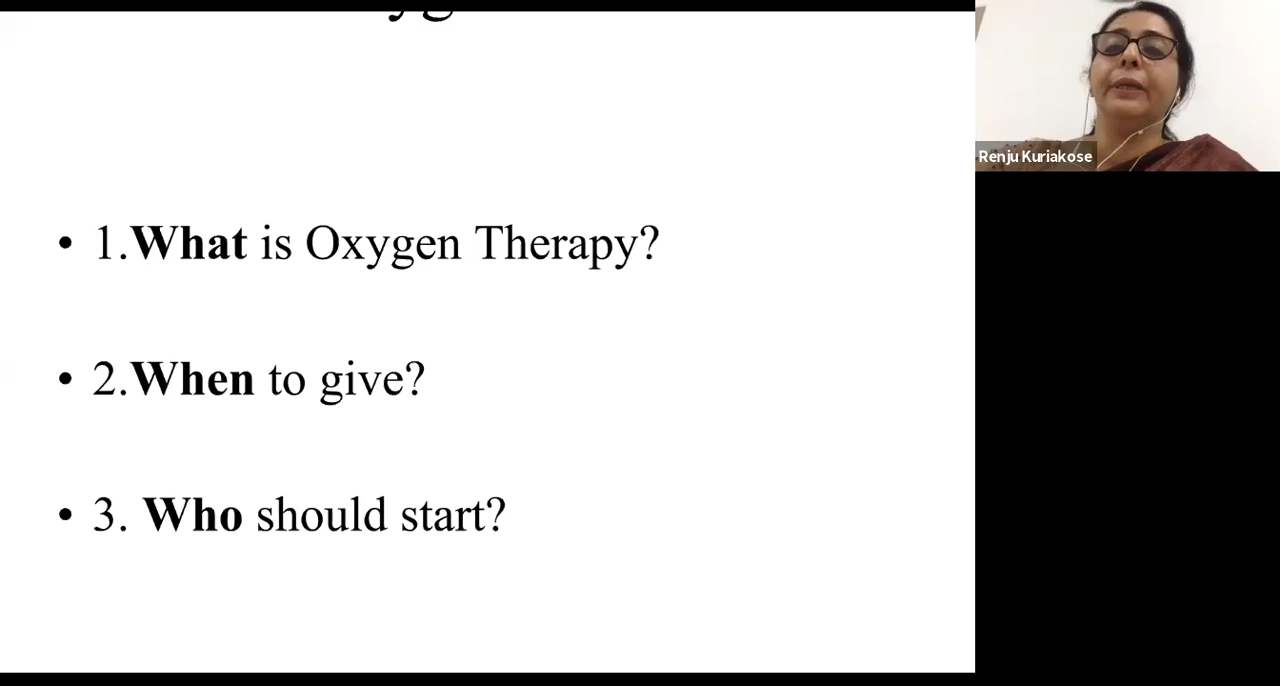 • 1.What is Oxygen Therapy?
• 2.When to give?
• 3. Who should start?
Renju Kuriakose